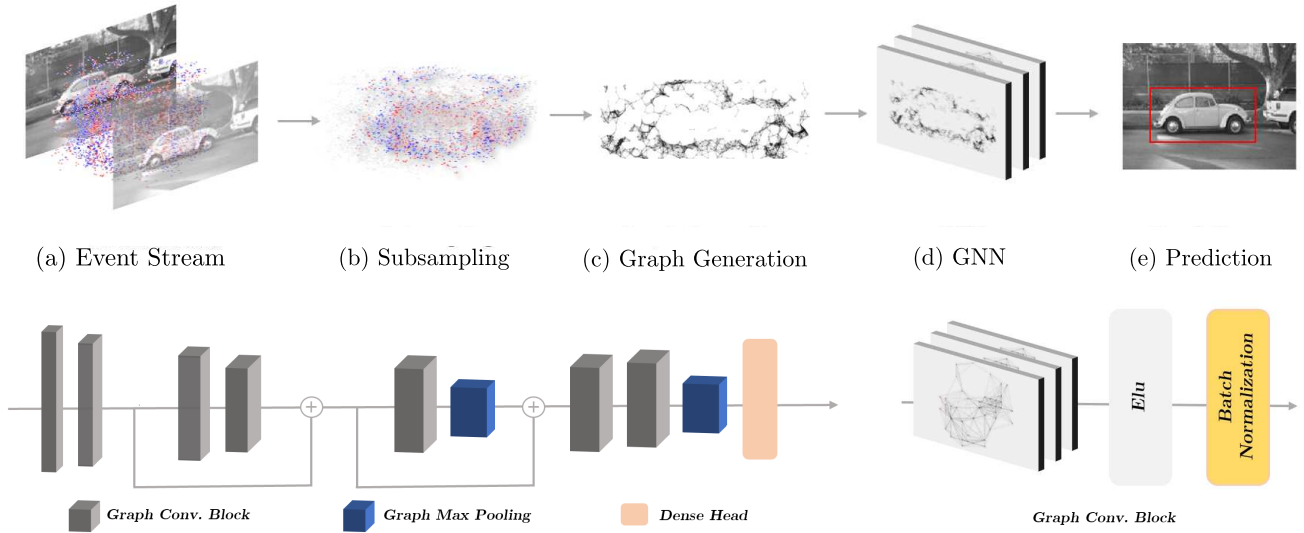 (a) Event Stream
(b) Subsampling
(c) Graph Generation
(d) GNN
(e) Prediction
Elu
Batch
Normalization
Graph Conv. Block
Graph Max Pooling
Dense Head
Graph Conv. Block